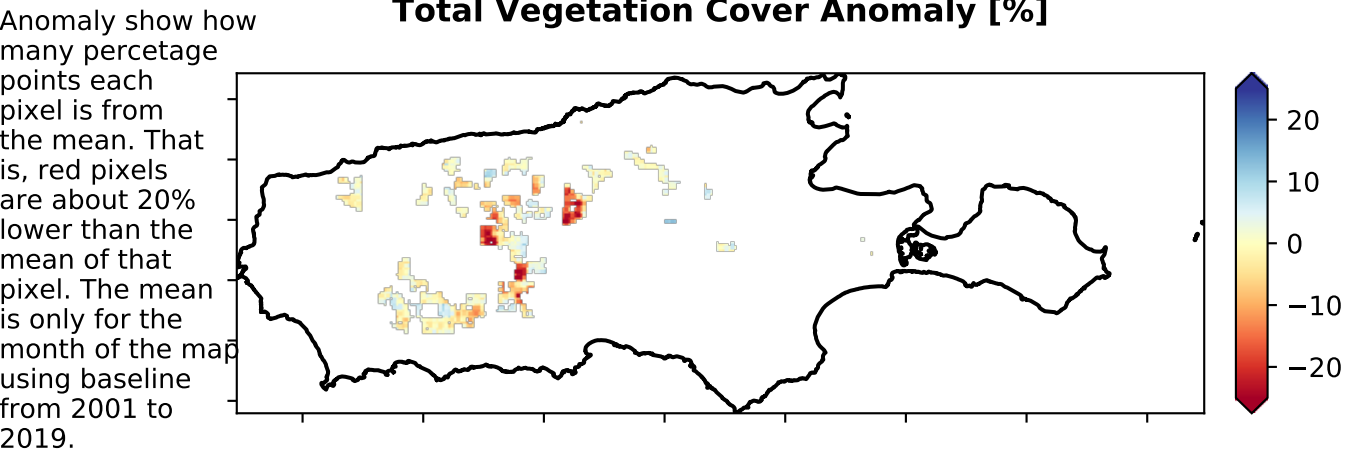 Total Vegetation Cover Anomaly [%]
Anomaly show how
many percetage
points each
pixel is from
the mean. That
is, red pixels
are about 20%
lower than the
mean of that
pixel. The mean
is only for the
month of the map
using baseline
from 2001 to
2019.
20
10
0
−10
−20